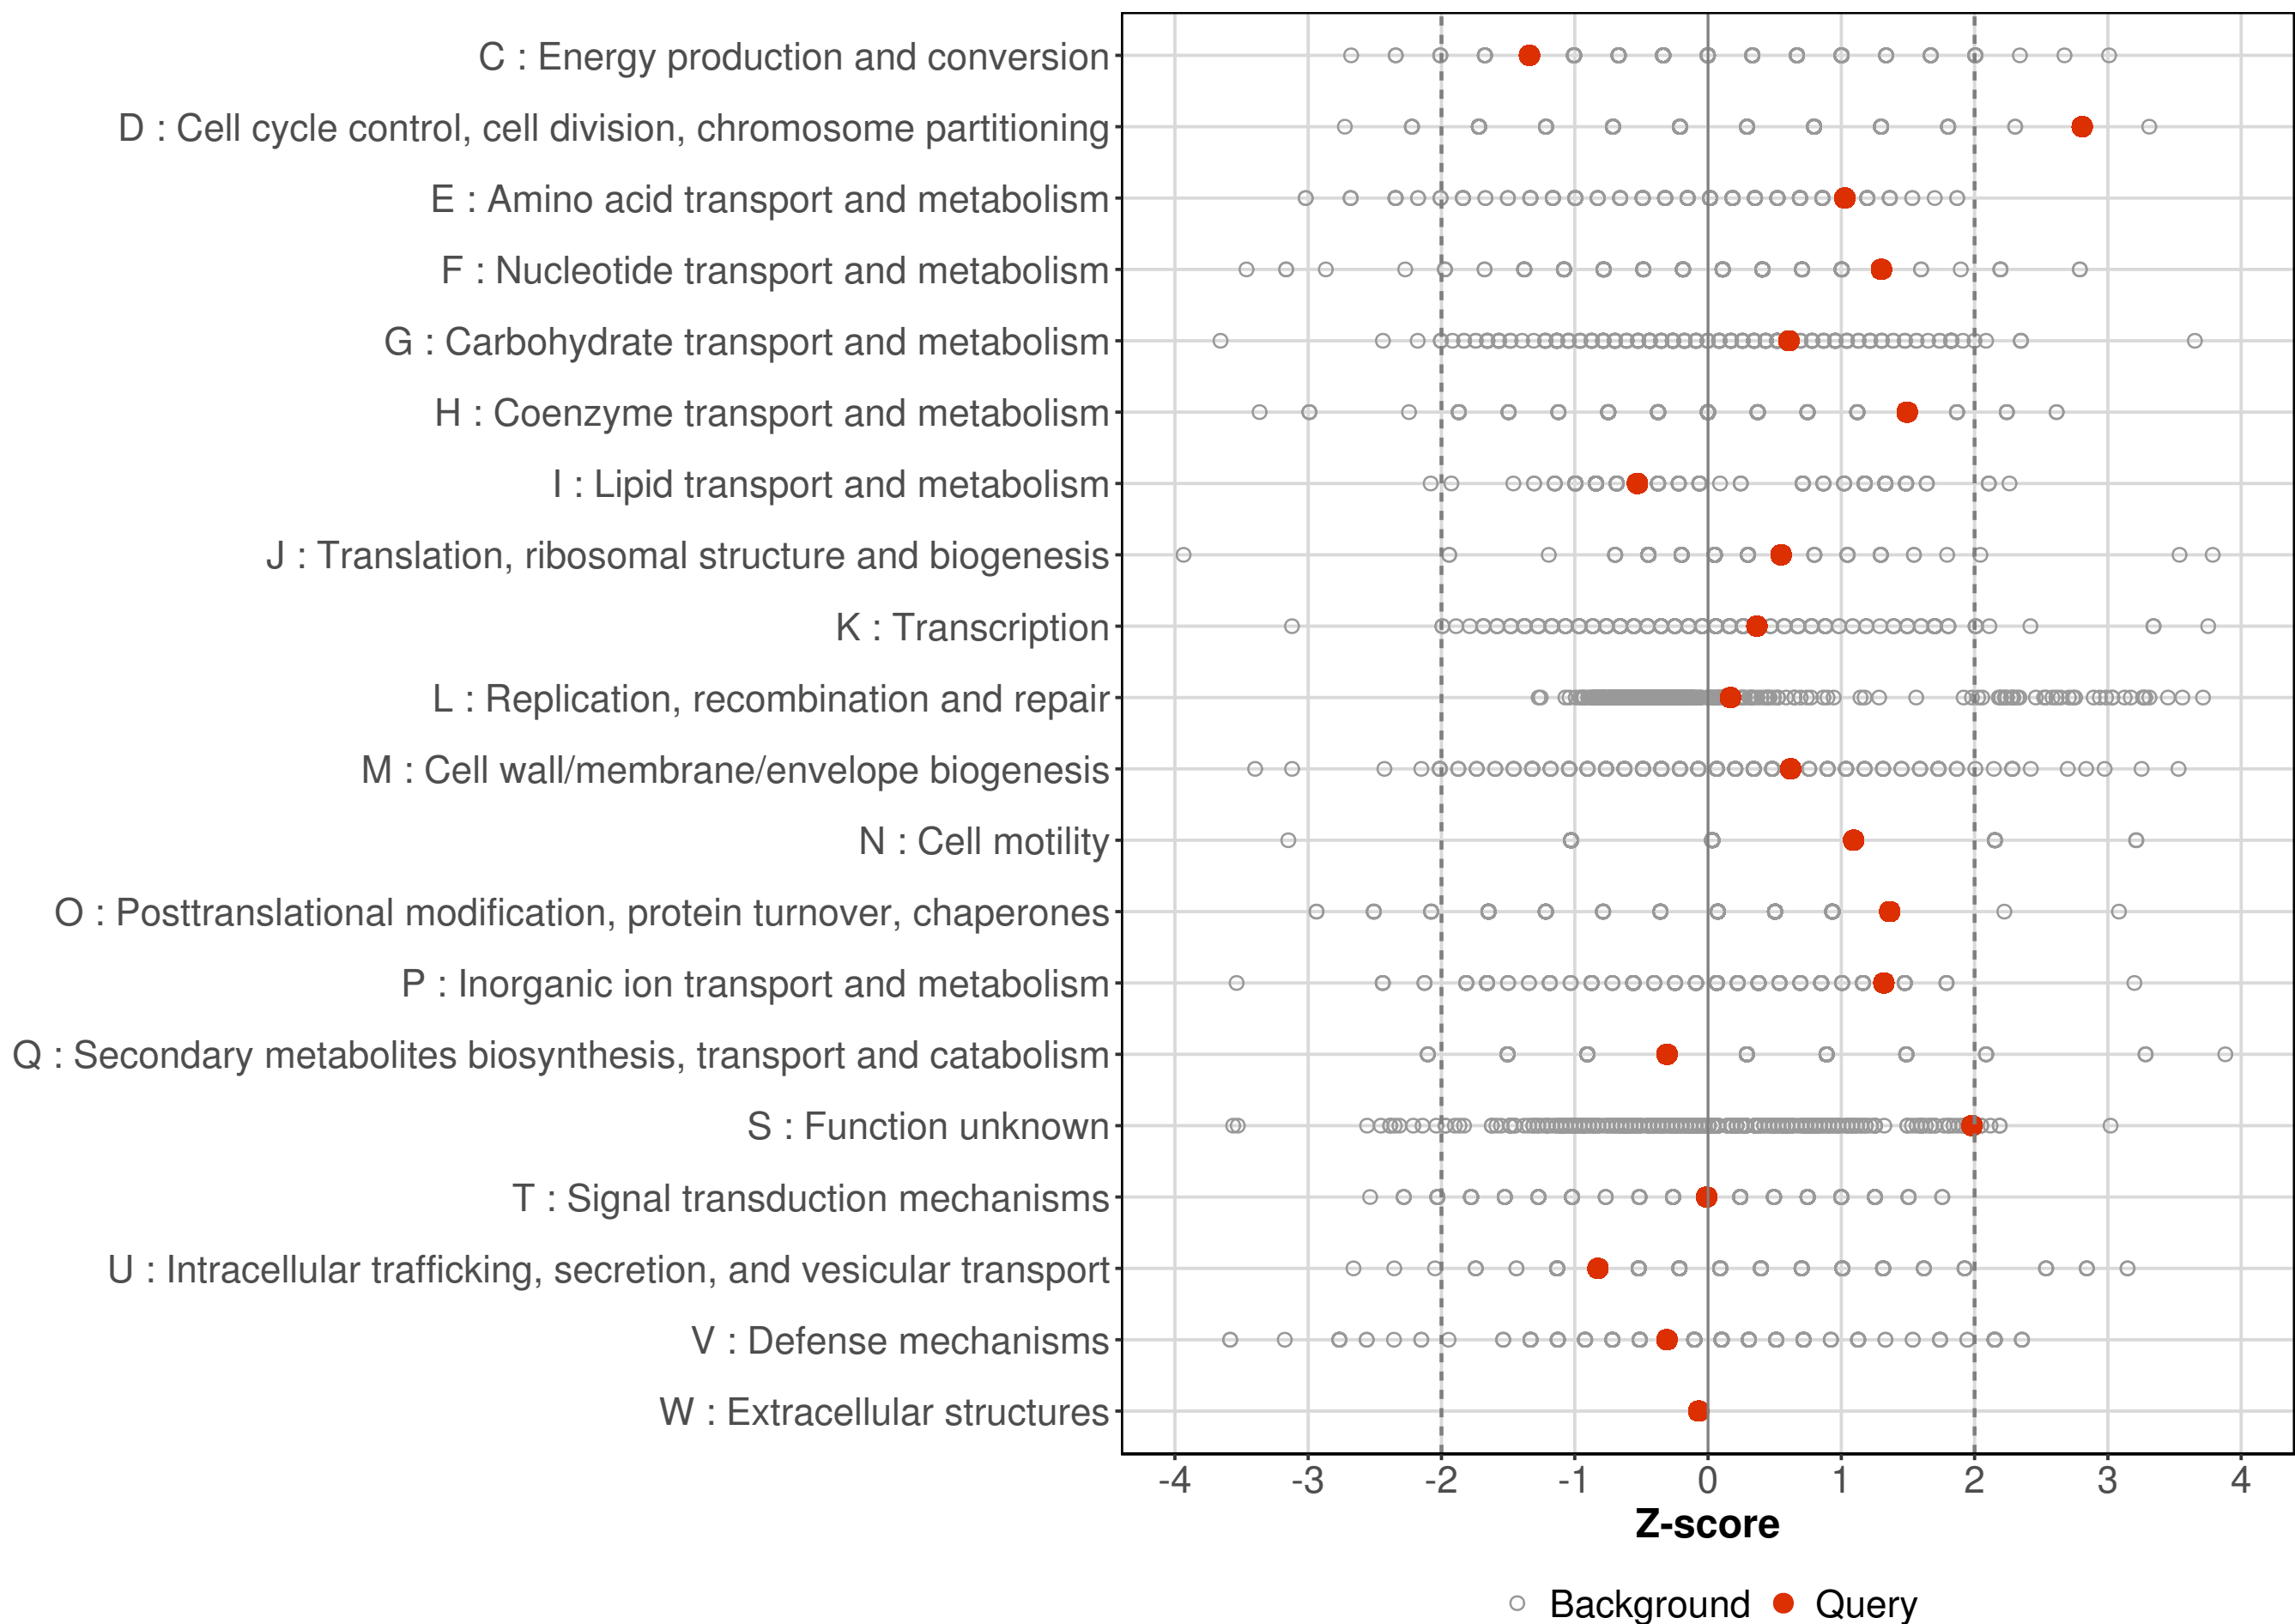 C : Energy production and conversion
D : Cell cycle control, cell division, chromosome partitioning
E : Amino acid transport and metabolism
F : Nucleotide transport and metabolism
G : Carbohydrate transport and metabolism
H : Coenzyme transport and metabolism
I : Lipid transport and metabolism
J : Translation, ribosomal structure and biogenesis
K : Transcription
L : Replication, recombination and repair
M : Cell wall/membrane/envelope biogenesis
N : Cell motility
O : Posttranslational modification, protein turnover, chaperones
P : Inorganic ion transport and metabolism
Q : Secondary metabolites biosynthesis, transport and catabolism
S : Function unknown
T : Signal transduction mechanisms
U : Intracellular trafficking, secretion, and vesicular transport
V : Defense mechanisms
W : Extracellular structures
-4 -3 -2 -1 0 1 2 3 4
Z-score
Background Query